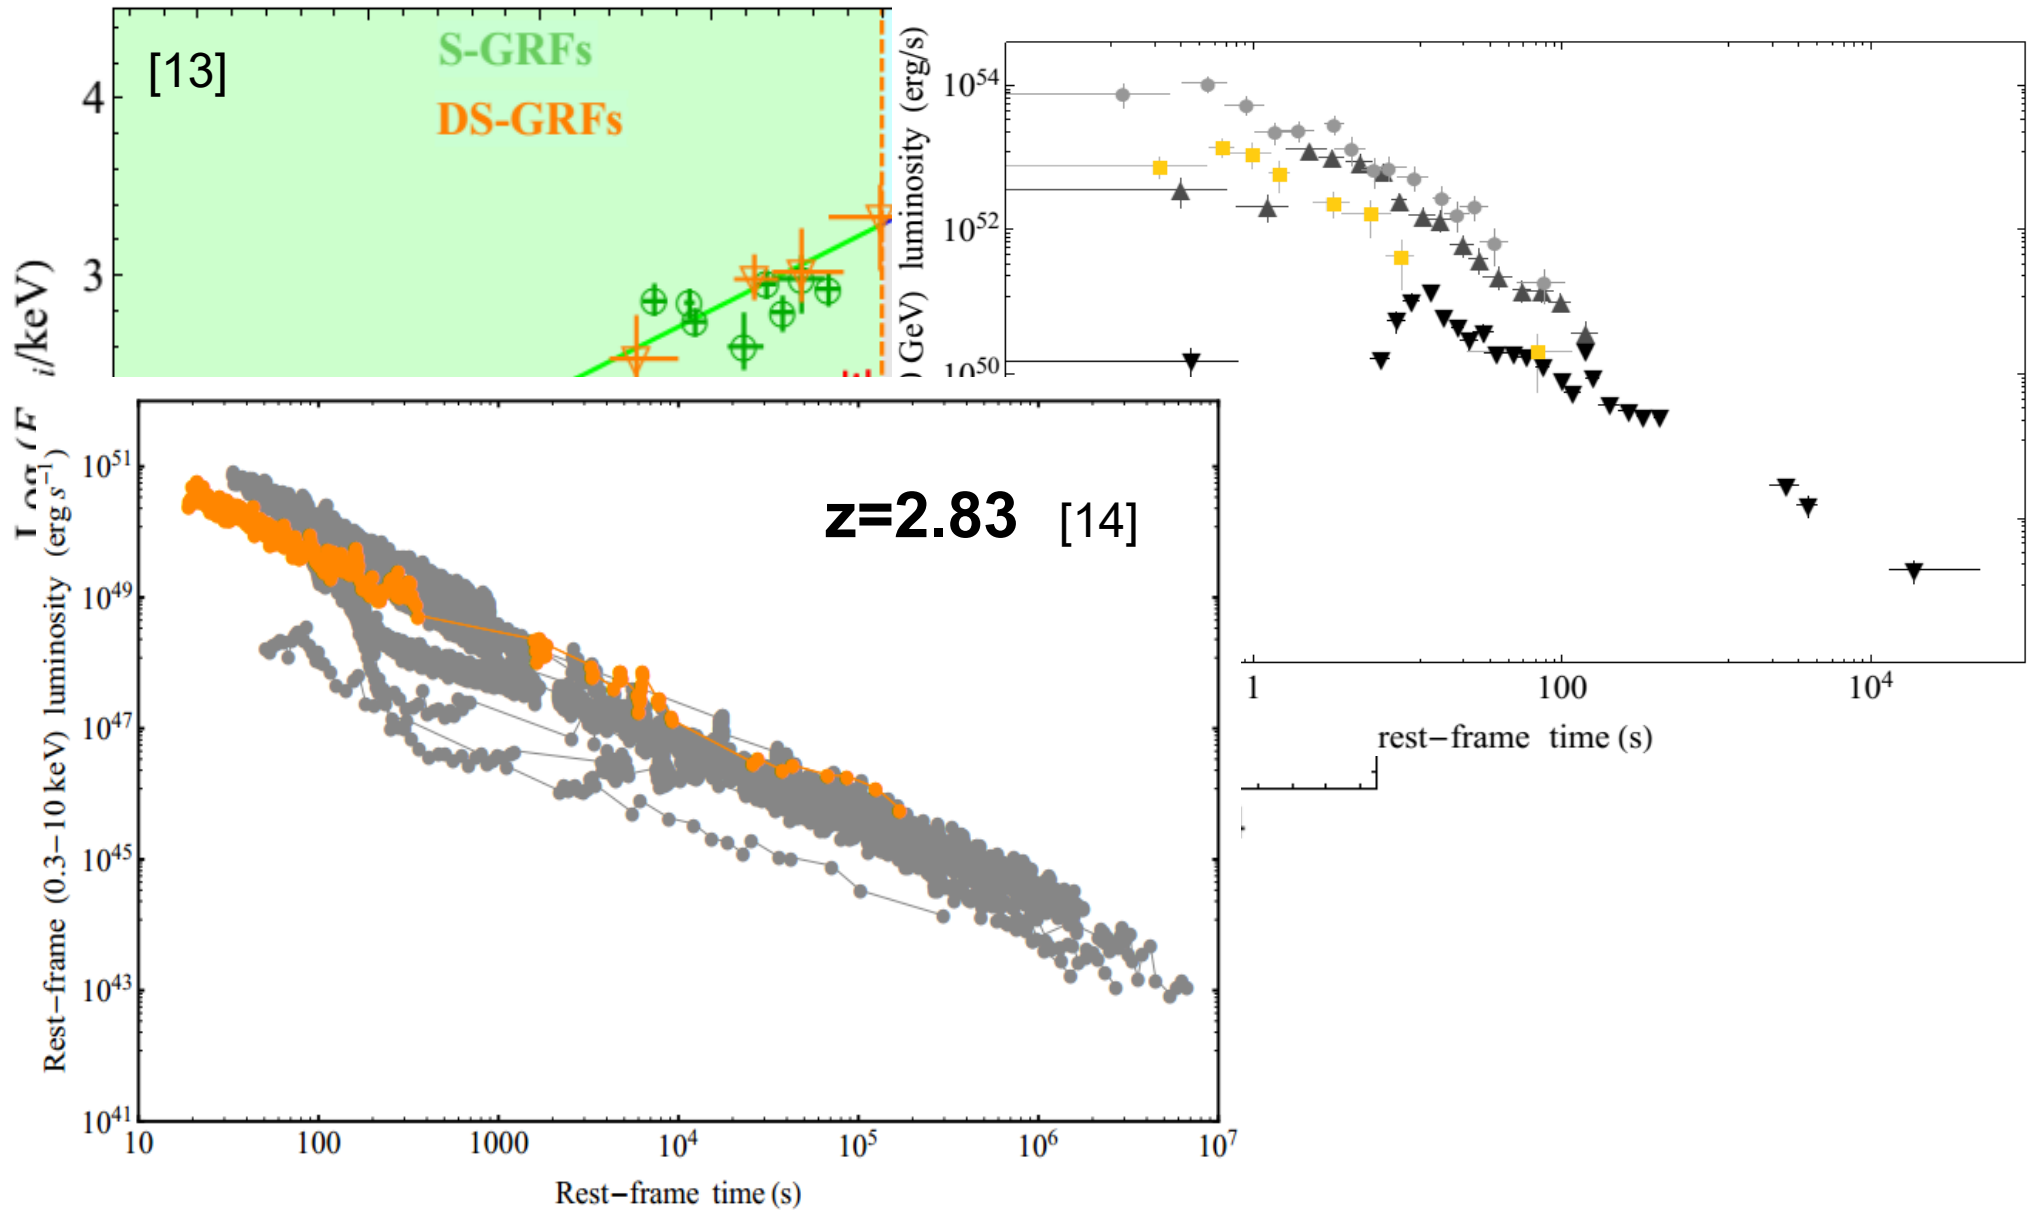 [13]
S-GRFs
DS-GRFs
4
3
i/keV)
GeV) luminosity (erg/s)
10^54
10^52
10^50
1
100
10^4
rest−frame time (s)
z=2.83 [14]
Rest−frame (0.3−10 keV) luminosity (erg s^−1)
10^51
10^49
10^47
10^45
10^43
10^41
10
100
1000
10^4
10^5
10^6
10^7
Rest−frame time (s)